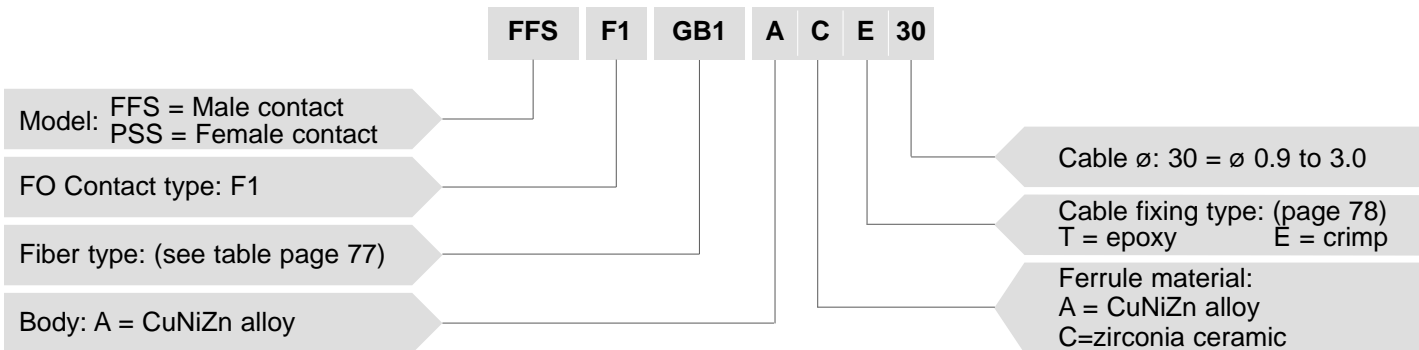 FFS F1 GB1 A C E 30
Model: FFS = Male contact
PSS = Female contact
FO Contact type: F1
Fiber type: (see table page 77)
Body: A = CuNiZn alloy
Cable ø: 30 = ø 0.9 to 3.0
Cable fixing type: (page 78)
T = epoxy E = crimp
Ferrule material:
A = CuNiZn alloy
C=zirconia ceramic